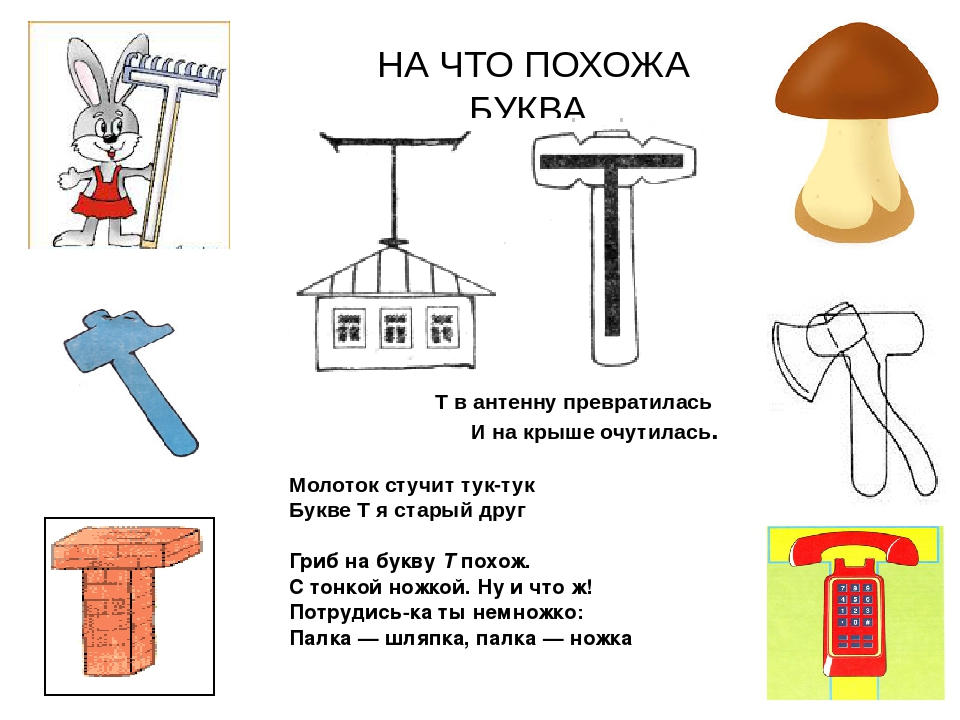 НА ЧТО ПОХОЖА
БУКВА
Т в антенну превратилась
И на крыше очутилась.
Молоток стучит тук-тук
Букве Т я старый друг
Гриб на букву Т похож.
С тонкой ножкой. Ну и что ж!
Потрудись-ка ты немножко:
Палка — шляпка, палка — ножка